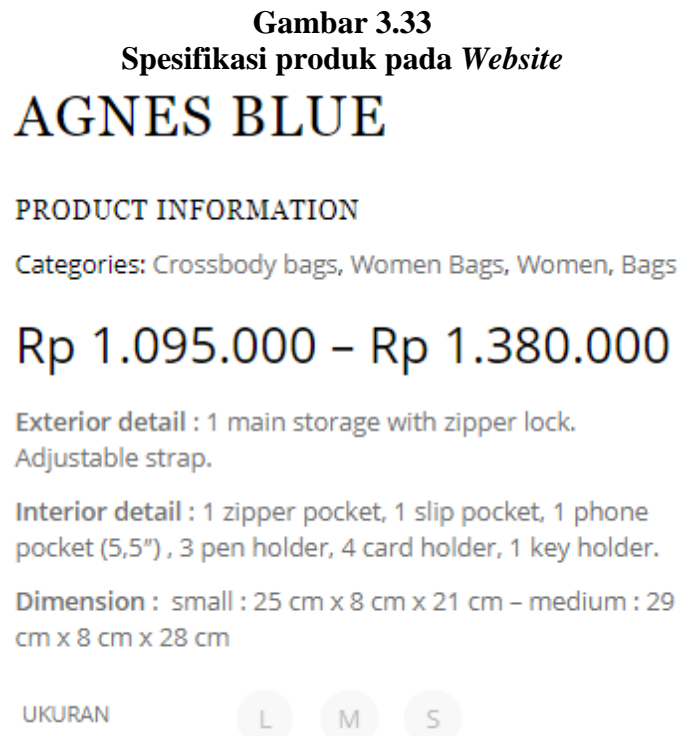 Gambar 3.33
Spesifikasi produk pada Website
AGNES BLUE
PRODUCT INFORMATION
Categories: Crossbody bags, Women Bags, Women, Bags
Rp 1.095.000 – Rp 1.380.000
Exterior detail : 1 main storage with zipper lock.
Adjustable strap.
Interior detail : 1 zipper pocket, 1 slip pocket, 1 phone
pocket (5,5″) , 3 pen holder, 4 card holder, 1 key holder.
Dimension :  small : 25 cm x 8 cm x 21 cm – medium : 29
cm x 8 cm x 28 cm
UKURAN L M S